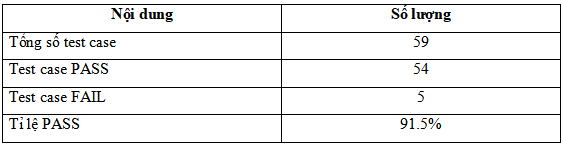 Nội dung Số lượng
Tổng số test case 59
Test case PASS 54
Test case FAIL 5
Tỉ lệ PASS 91.5%